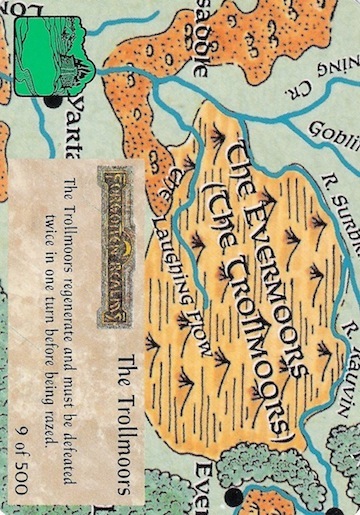 LON
saddle
NING CR.
GOBLIN
R. SURBRI
R. RAUVIN
THE EVERMOORS
(THE TROLLMOORS)
THE LAUGHING FLOW
YARTA
EVER
FORGOTTEN REALMS
The Trollmoors
The Trollmoors regenerate and must be defeated
twice in one turn before being razed.
9 of 500